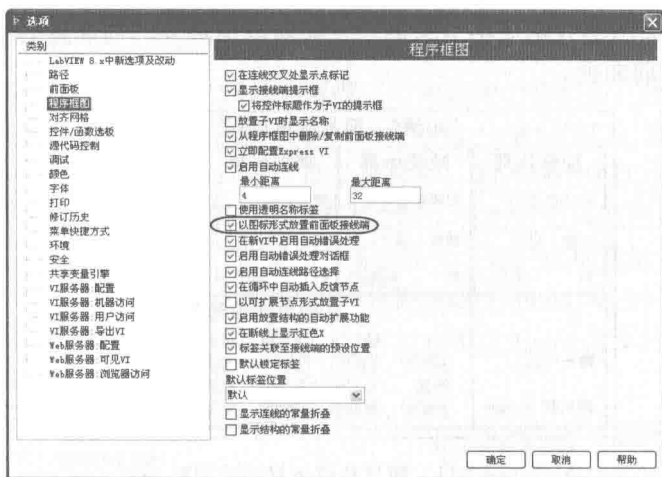 选项
类别
LabVIEW 8.x中新选项及改动
路径
前面板
程序框图
对齐网格
控件/函数选板
源代码控制
调试
颜色
字体
打印
修订历史
菜单快捷方式
环境
安全
共享变量引擎
VI服务器:配置
VI服务器:机器访问
VI服务器:用户访问
VI服务器:导出VI
Web服务器:配置
Web服务器:可见VI
Web服务器:浏览器访问
程序框图
在连线交叉处显示点标记
显示接线端提示框
将控件标题作为子VI的提示框
放置子VI时显示名称
从程序框图中删除/复制前面板接线端
立即配置Express VI
启用自动连线
最小距离 最大距离
4 32
使用透明名称标签
以图标形式放置前面板接线端
在新VI中启用自动错误处理
启用自动错误处理对话框
启用自动连线路径选择
在循环中自动插入反馈节点
以可扩展节点形式放置子VI
启用放置结构的自动扩展功能
在断线上显示红色X
标签关联至接线端的预设位置
默认锁定标签
默认标签位置
默认
显示连线的常量折叠
显示结构的常量折叠
确定 取消 帮助